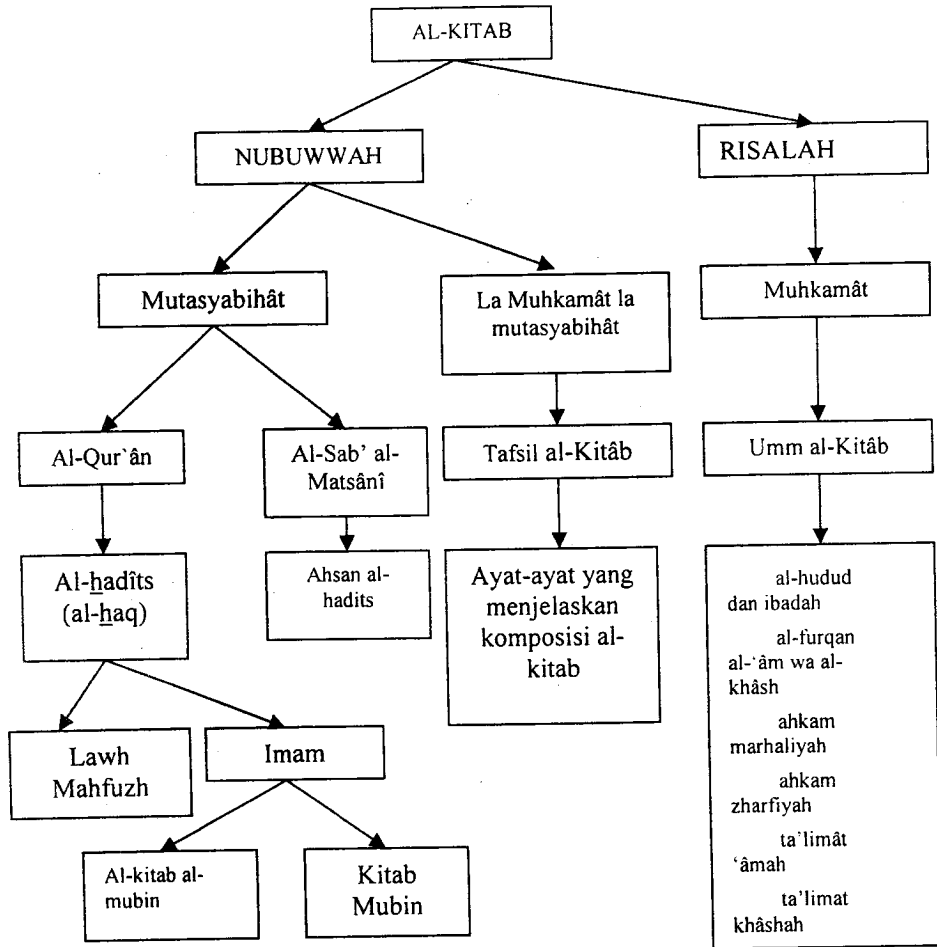 AL-KITAB
NUBUWWAH
RISALAH
Mutasyabihât
La Muhkamât la
mutasyabihât
Muhkamât
Al-Qur`ân
Al-Sab' al-
Matsânî
Tafsil al-Kitâb
Umm al-Kitâb
Al-hadîts
(al-haq)
Ahsan al-
hadits
Ayat-ayat yang
menjelaskan
komposisi al-
kitab
al-hudud
dan ibadah
al-furqan
al-‘âm wa al-
khâsh
ahkam
marhaliyah
ahkam
zharfiyah
ta’limât
‘âmah
ta’limat
khâshah
Lawh
Mahfuzh
Imam
Al-kitab al-
mubin
Kitab
Mubin